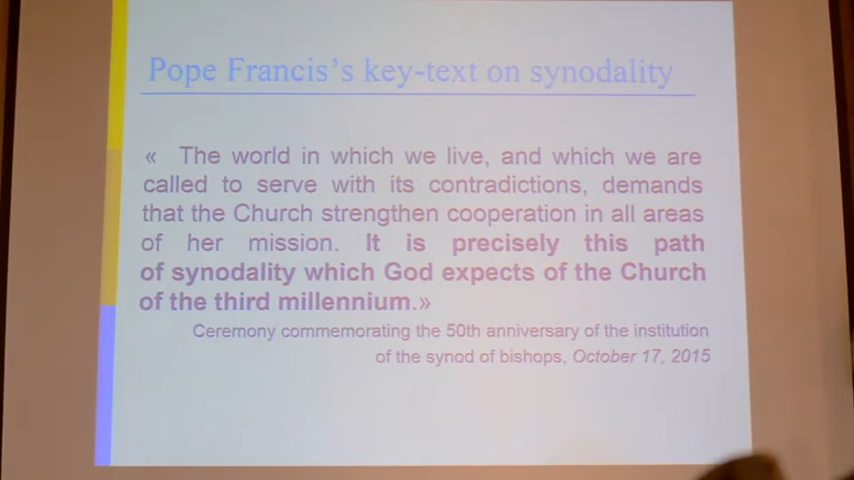 Pope Francis's key-text on synodality
« The world in which we live, and which we are
called to serve with its contradictions, demands
that the Church strengthen cooperation in all areas
of her mission. It is precisely this path
of synodality which God expects of the Church
of the third millennium.»
Ceremony commemorating the 50th anniversary of the institution
of the synod of bishops, October 17, 2015